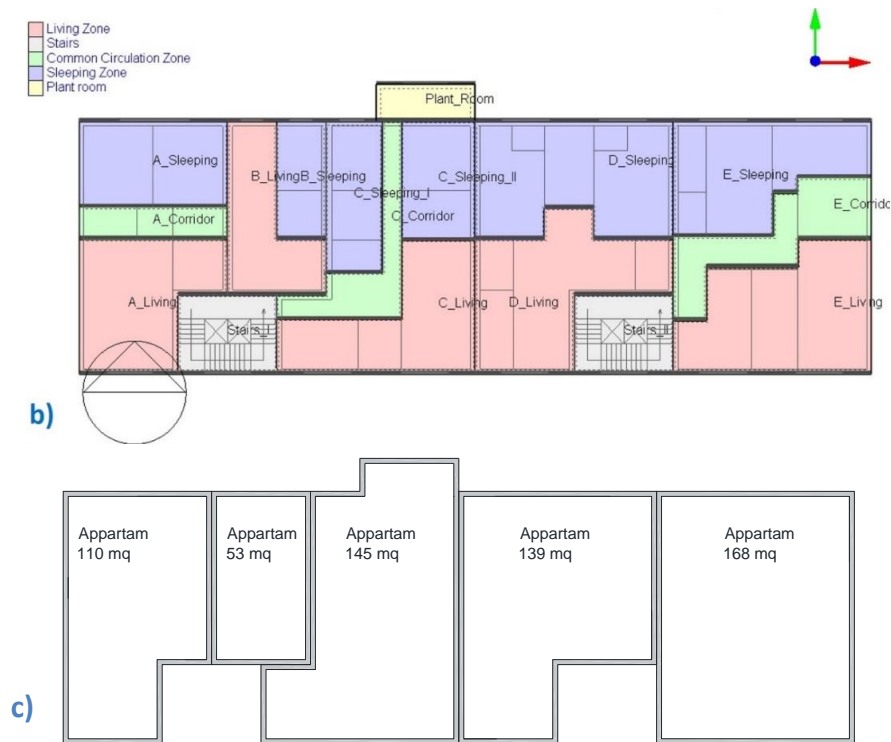 Living Zone
Stairs
Common Circulation Zone
Sleeping Zone
Plant room
Plant_Room
A_Sleeping
B_Living
B_Sleeping
C_Sleeping_I
C_Sleeping_II
D_Sleeping
E_Sleeping
A_Corridor
C_Corridor
E_Corrido
A_Living
Stairs_I
C_Living
D_Living
Stairs_II
E_Living
b)
Appartam
110 mq
Appartam
53 mq
Appartam
145 mq
Appartam
139 mq
Appartam
168 mq
c)